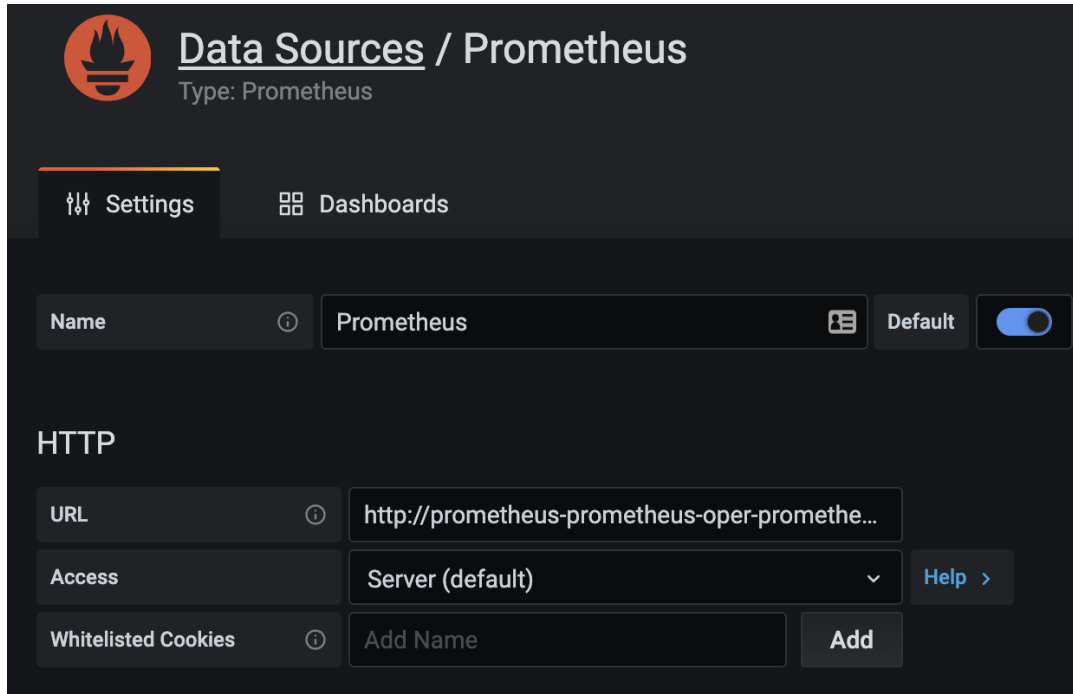 Data Sources / Prometheus
Type: Prometheus
Settings Dashboards
Name Prometheus Default
HTTP
URL http://prometheus-prometheus-oper-promethe...
Access Server (default) Help
Whitelisted Cookies Add Name Add